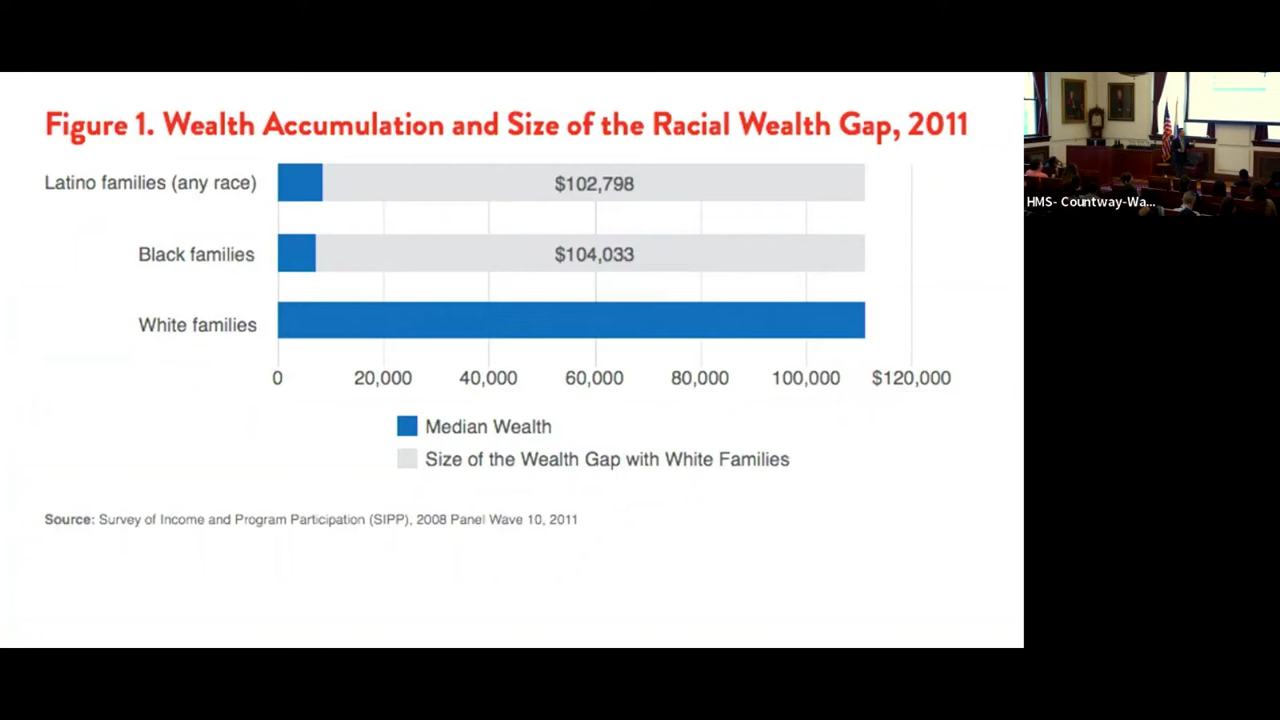 Figure 1. Wealth Accumulation and Size of the Racial Wealth Gap, 2011
Latino families (any race)
$102,798
Black families
$104,033
White families
0 20,000 40,000 60,000 80,000 100,000 $120,000
Median Wealth
Size of the Wealth Gap with White Families
Source: Survey of Income and Program Participation (SIPP), 2008 Panel Wave 10, 2011
HMS- Countway-Wa...